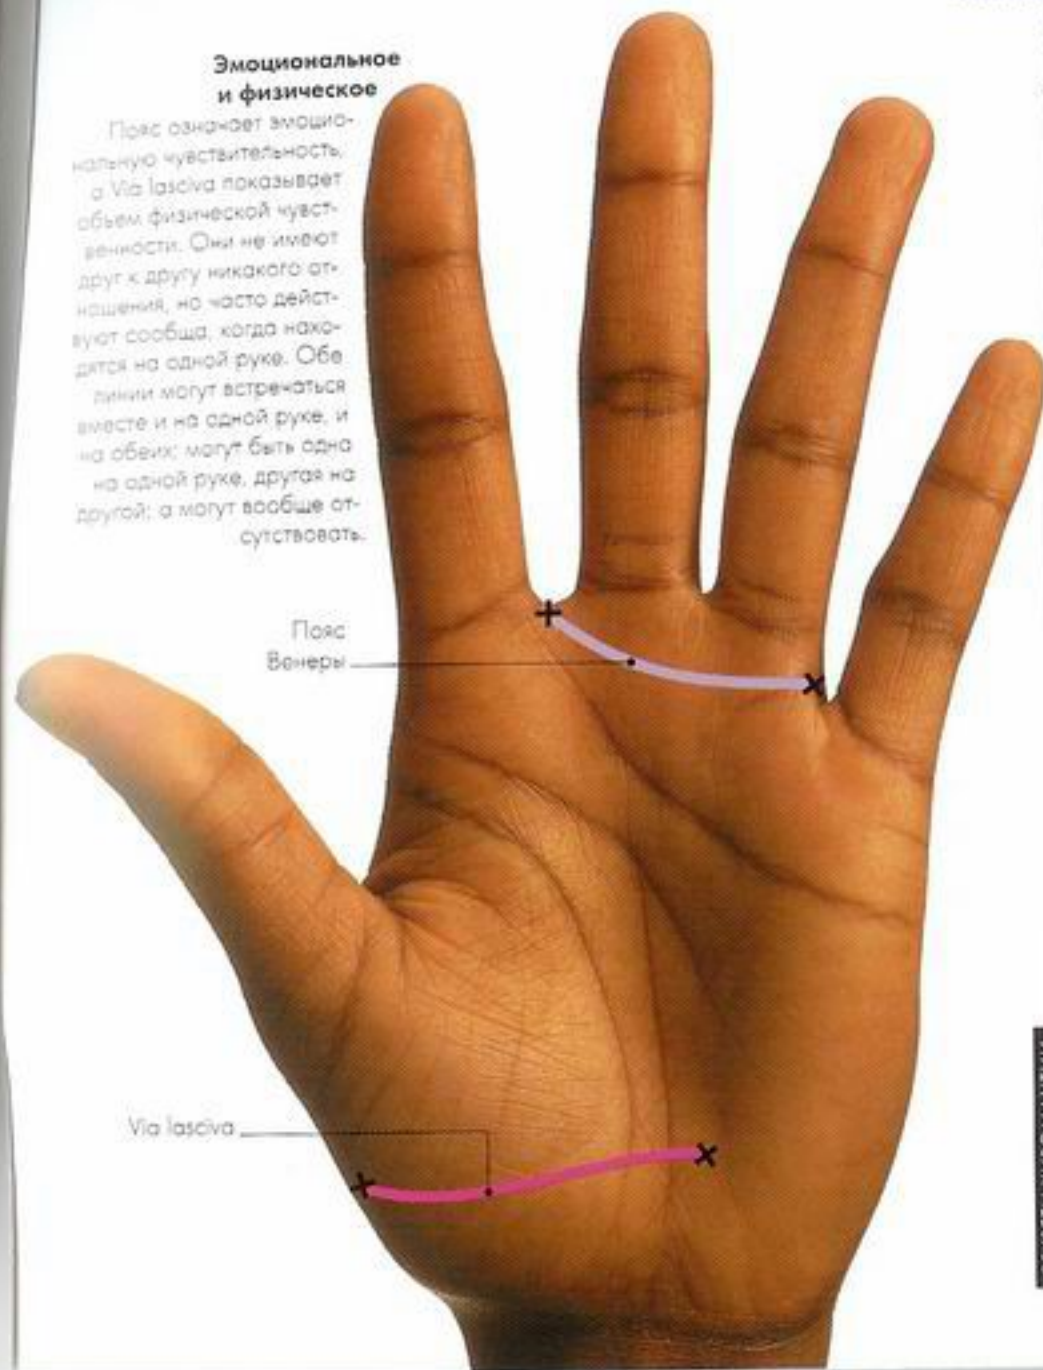 Эмоциональное
и физическое
Пояс означает эмоцио-
нальную чувствительность,
а Via lasciva показывает
объем физической чувст-
венности. Они не имеют
друг к другу никакого от-
ношения, но часто дейст-
вуют сообща, когда нахо-
дятся на одной руке. Обе
линии могут встречаться
вместе и на одной руке, и
на обеих; могут быть одна
на одной руке, другая на
другой; а могут вообще от-
сутствовать.
Пояс
Венеры
Via lasciva